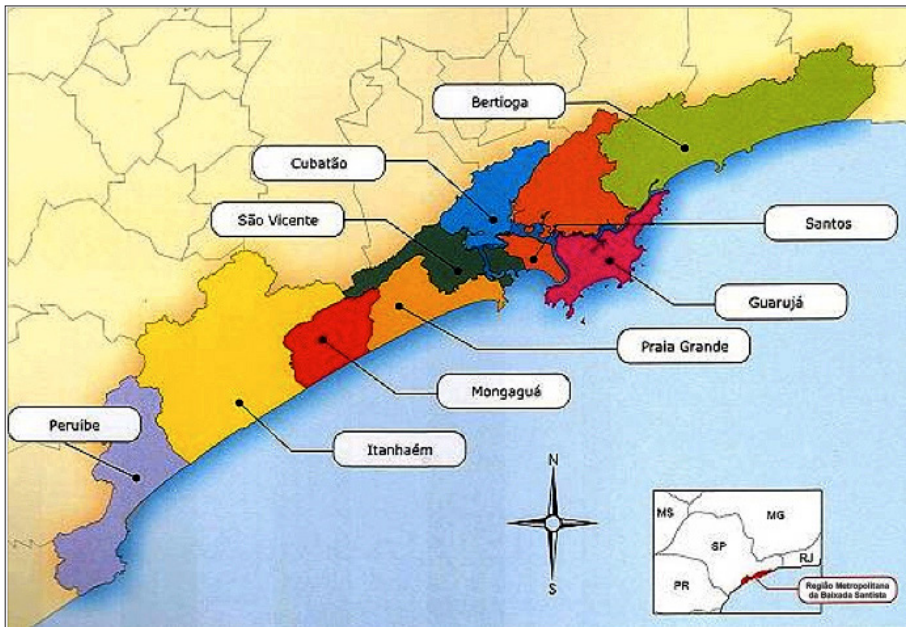 Bertioga
Cubatão
São Vicente
Santos
Guarujá
Praia Grande
Mongaguá
Peruibe
Itanhaém
N
S
MS
MG
SP
RJ
PR
Região Metropolitana
da Baixada Santista